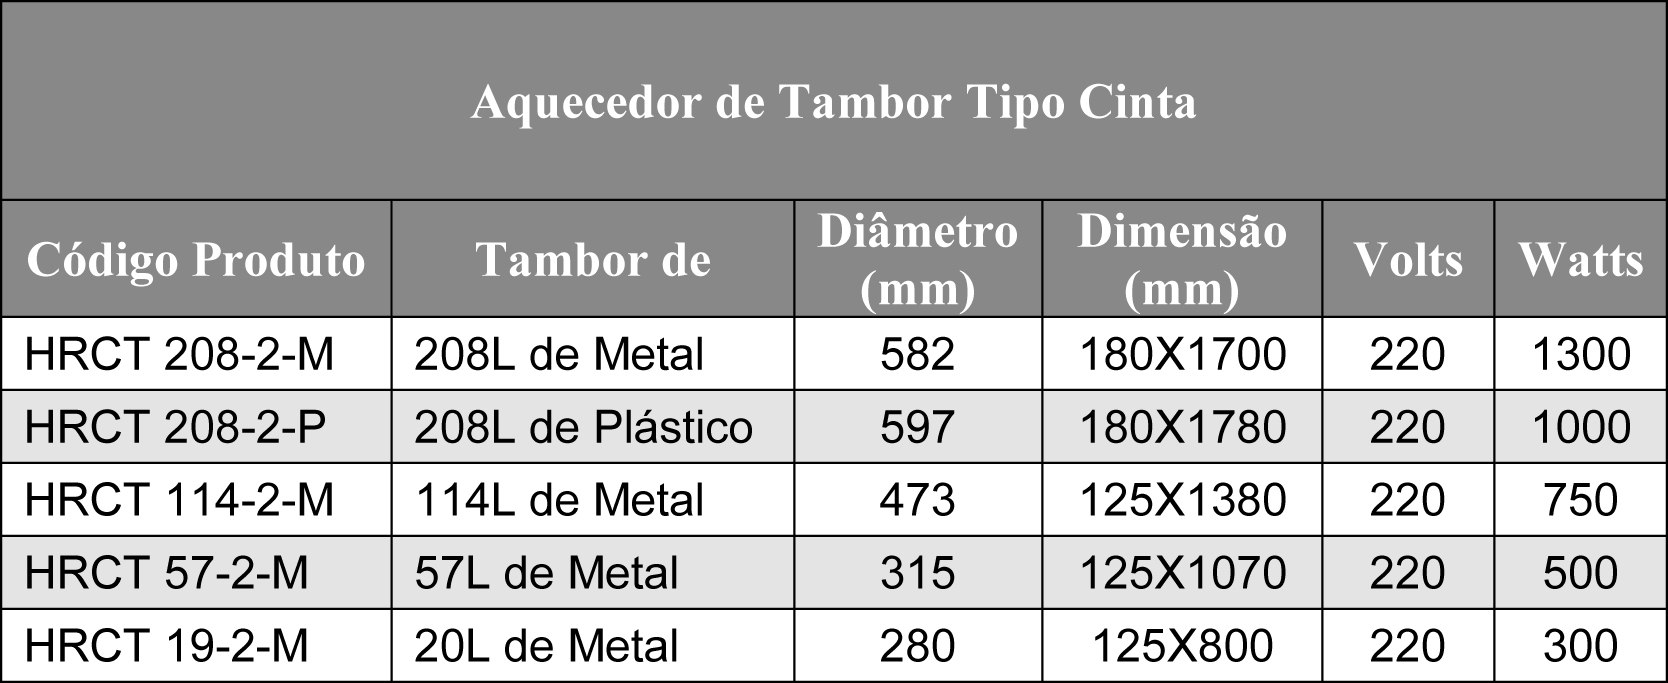 Aquecedor de Tambor Tipo Cinta
Código Produto Tambor de Diâmetro (mm) Dimensão (mm) Volts Watts
HRCT 208-2-M 208L de Metal 582 180X1700 220 1300
HRCT 208-2-P 208L de Plástico 597 180X1780 220 1000
HRCT 114-2-M 114L de Metal 473 125X1380 220 750
HRCT 57-2-M 57L de Metal 315 125X1070 220 500
HRCT 19-2-M 20L de Metal 280 125X800 220 300